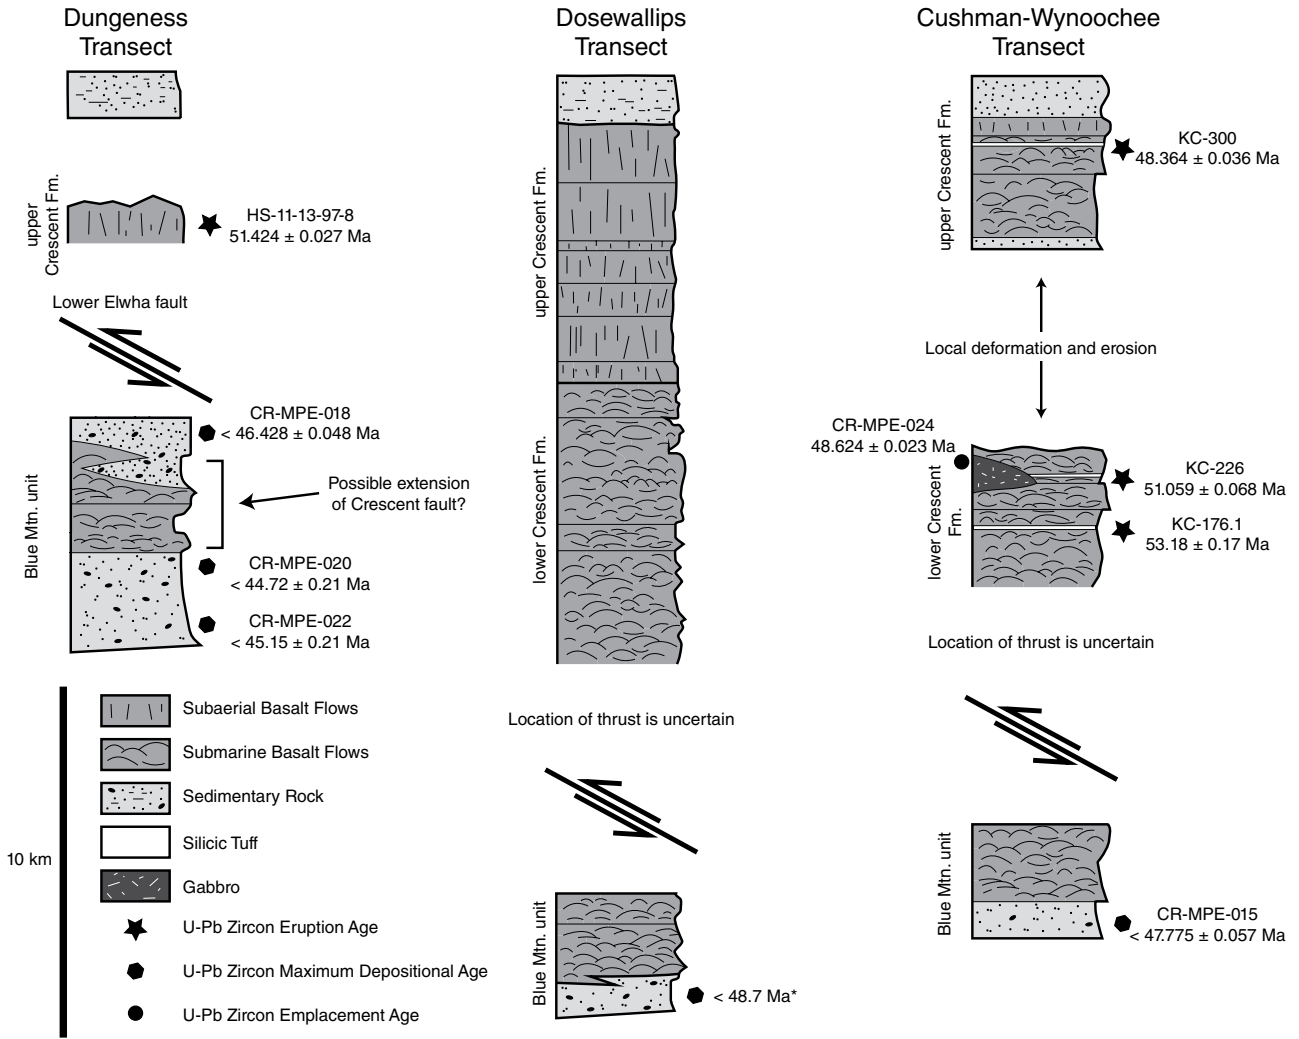 Dungeness
Transect
upper
Crescent Fm.
HS-11-13-97-8
51.424 ± 0.027 Ma
Lower Elwha fault
Blue Mtn. unit
CR-MPE-018
< 46.428 ± 0.048 Ma
Possible extension
of Crescent fault?
CR-MPE-020
< 44.72 ± 0.21 Ma
CR-MPE-022
< 45.15 ± 0.21 Ma
10 km
Subaerial Basalt Flows
Submarine Basalt Flows
Sedimentary Rock
Silicic Tuff
Gabbro
U-Pb Zircon Eruption Age
U-Pb Zircon Maximum Depositional Age
U-Pb Zircon Emplacement Age
Dosewallips
Transect
upper Crescent Fm.
lower Crescent Fm.
Location of thrust is uncertain
Blue Mtn. unit
< 48.7 Ma*
Cushman-Wynoochee
Transect
upper Crescent Fm.
KC-300
48.364 ± 0.036 Ma
Local deformation and erosion
CR-MPE-024
48.624 ± 0.023 Ma
lower Crescent
Fm.
KC-226
51.059 ± 0.068 Ma
KC-176.1
53.18 ± 0.17 Ma
Location of thrust is uncertain
Blue Mtn. unit
CR-MPE-015
< 47.775 ± 0.057 Ma